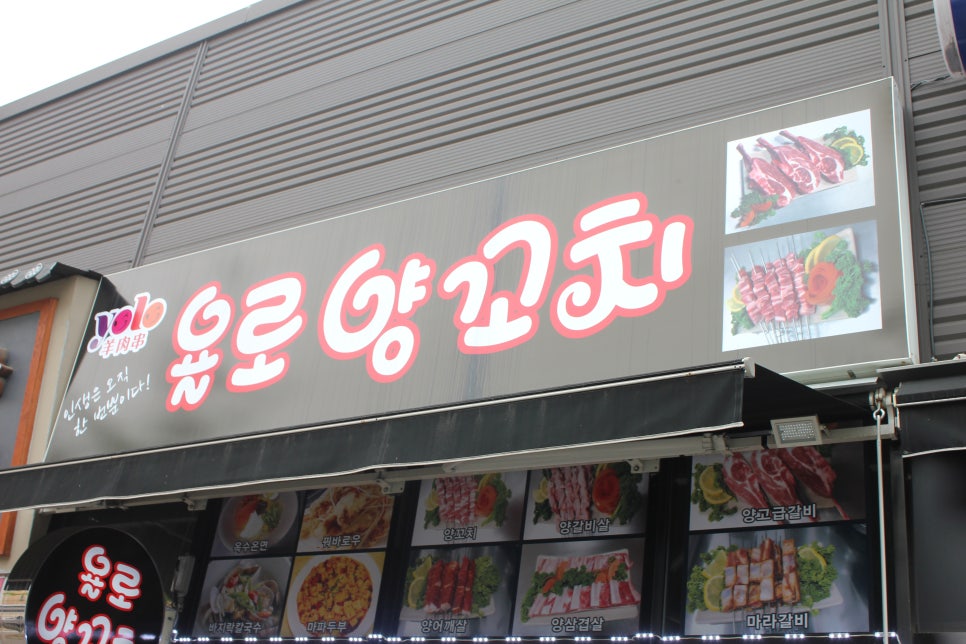 yolo
羊肉串
욜로 양꼬치
인생은 오직
한 번뿐이다!
옥수온면
꿔바로우
양꼬치
양갈비살
양고급갈비
바지락칼국수
마파두부
양어깨살
양삼겹살
마라갈비
욜로
양꼬치